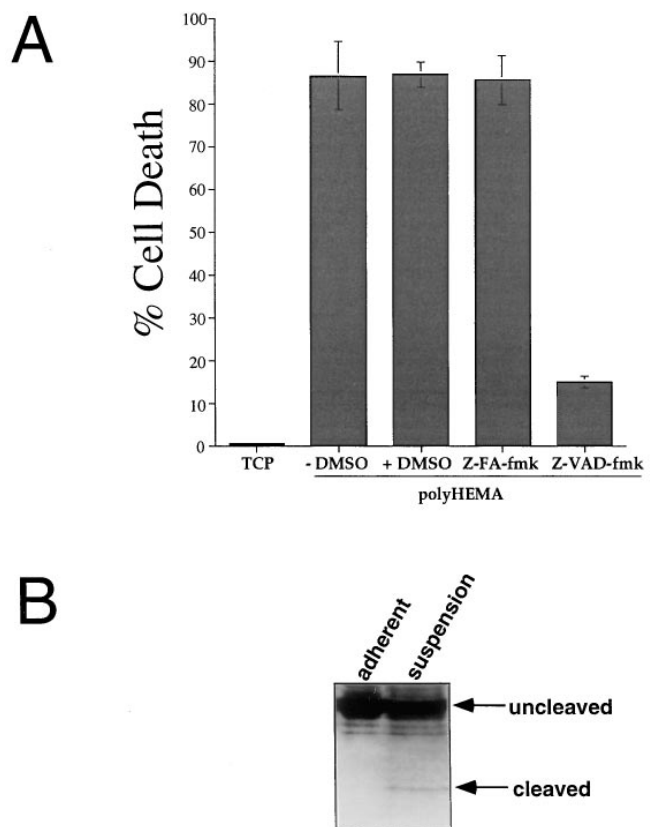 A
% Cell Death
100
90
80
70
60
50
40
30
20
10
0
TCP - DMSO + DMSO Z-FA-fmk Z-VAD-fmk
polyHEMA
B
adherent suspension
uncleaved
cleaved